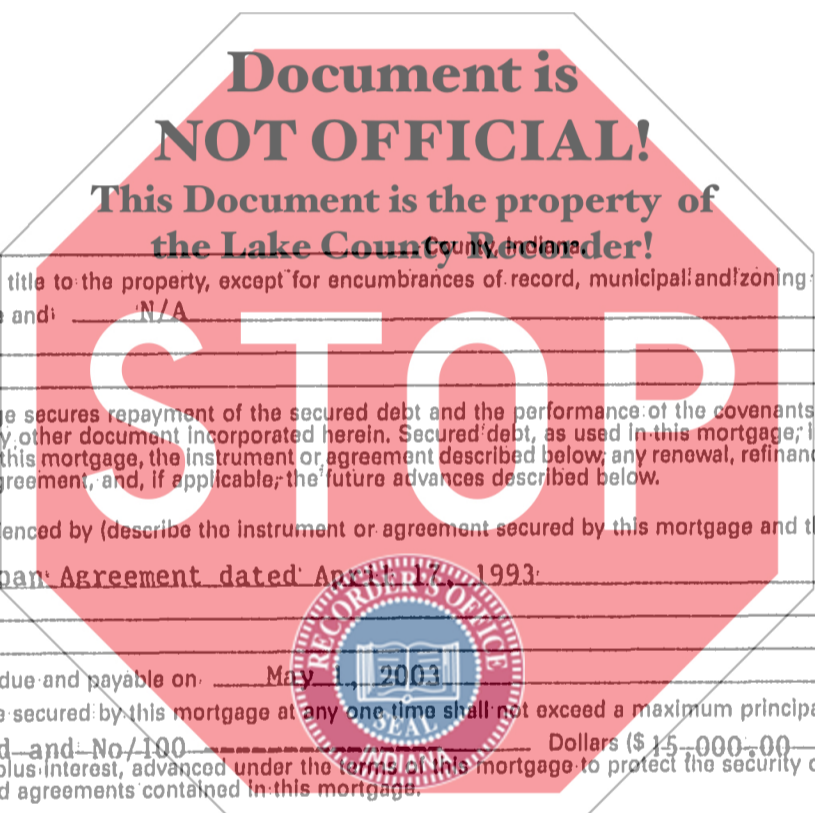 Document is
NOT OFFICIAL!
This Document is the property of
the Lake County Recorder!
County, Indiana.
title to the property, except for encumbrances of record, municipal and zoning
and N/A
STOP
e secures repayment of the secured debt and the performance of the covenants
y other document incorporated herein. Secured debt, as used in this mortgage, i
this mortgage, the instrument or agreement described below, any renewal, refinanc
greement, and, if applicable, the future advances described below.
enced by (describe the instrument or agreement secured by this mortgage and th
oan Agreement dated April 17, 1993
RECORDER'S OFFICE
due and payable on May 1, 2003
e secured by this mortgage at any one time shall not exceed a maximum principa
SEAL
d and No/100 Dollars ($ 15,000.00
INDIANA
plus interest, advanced under the terms of this mortgage to protect the security o
d agreements contained in this mortgage.